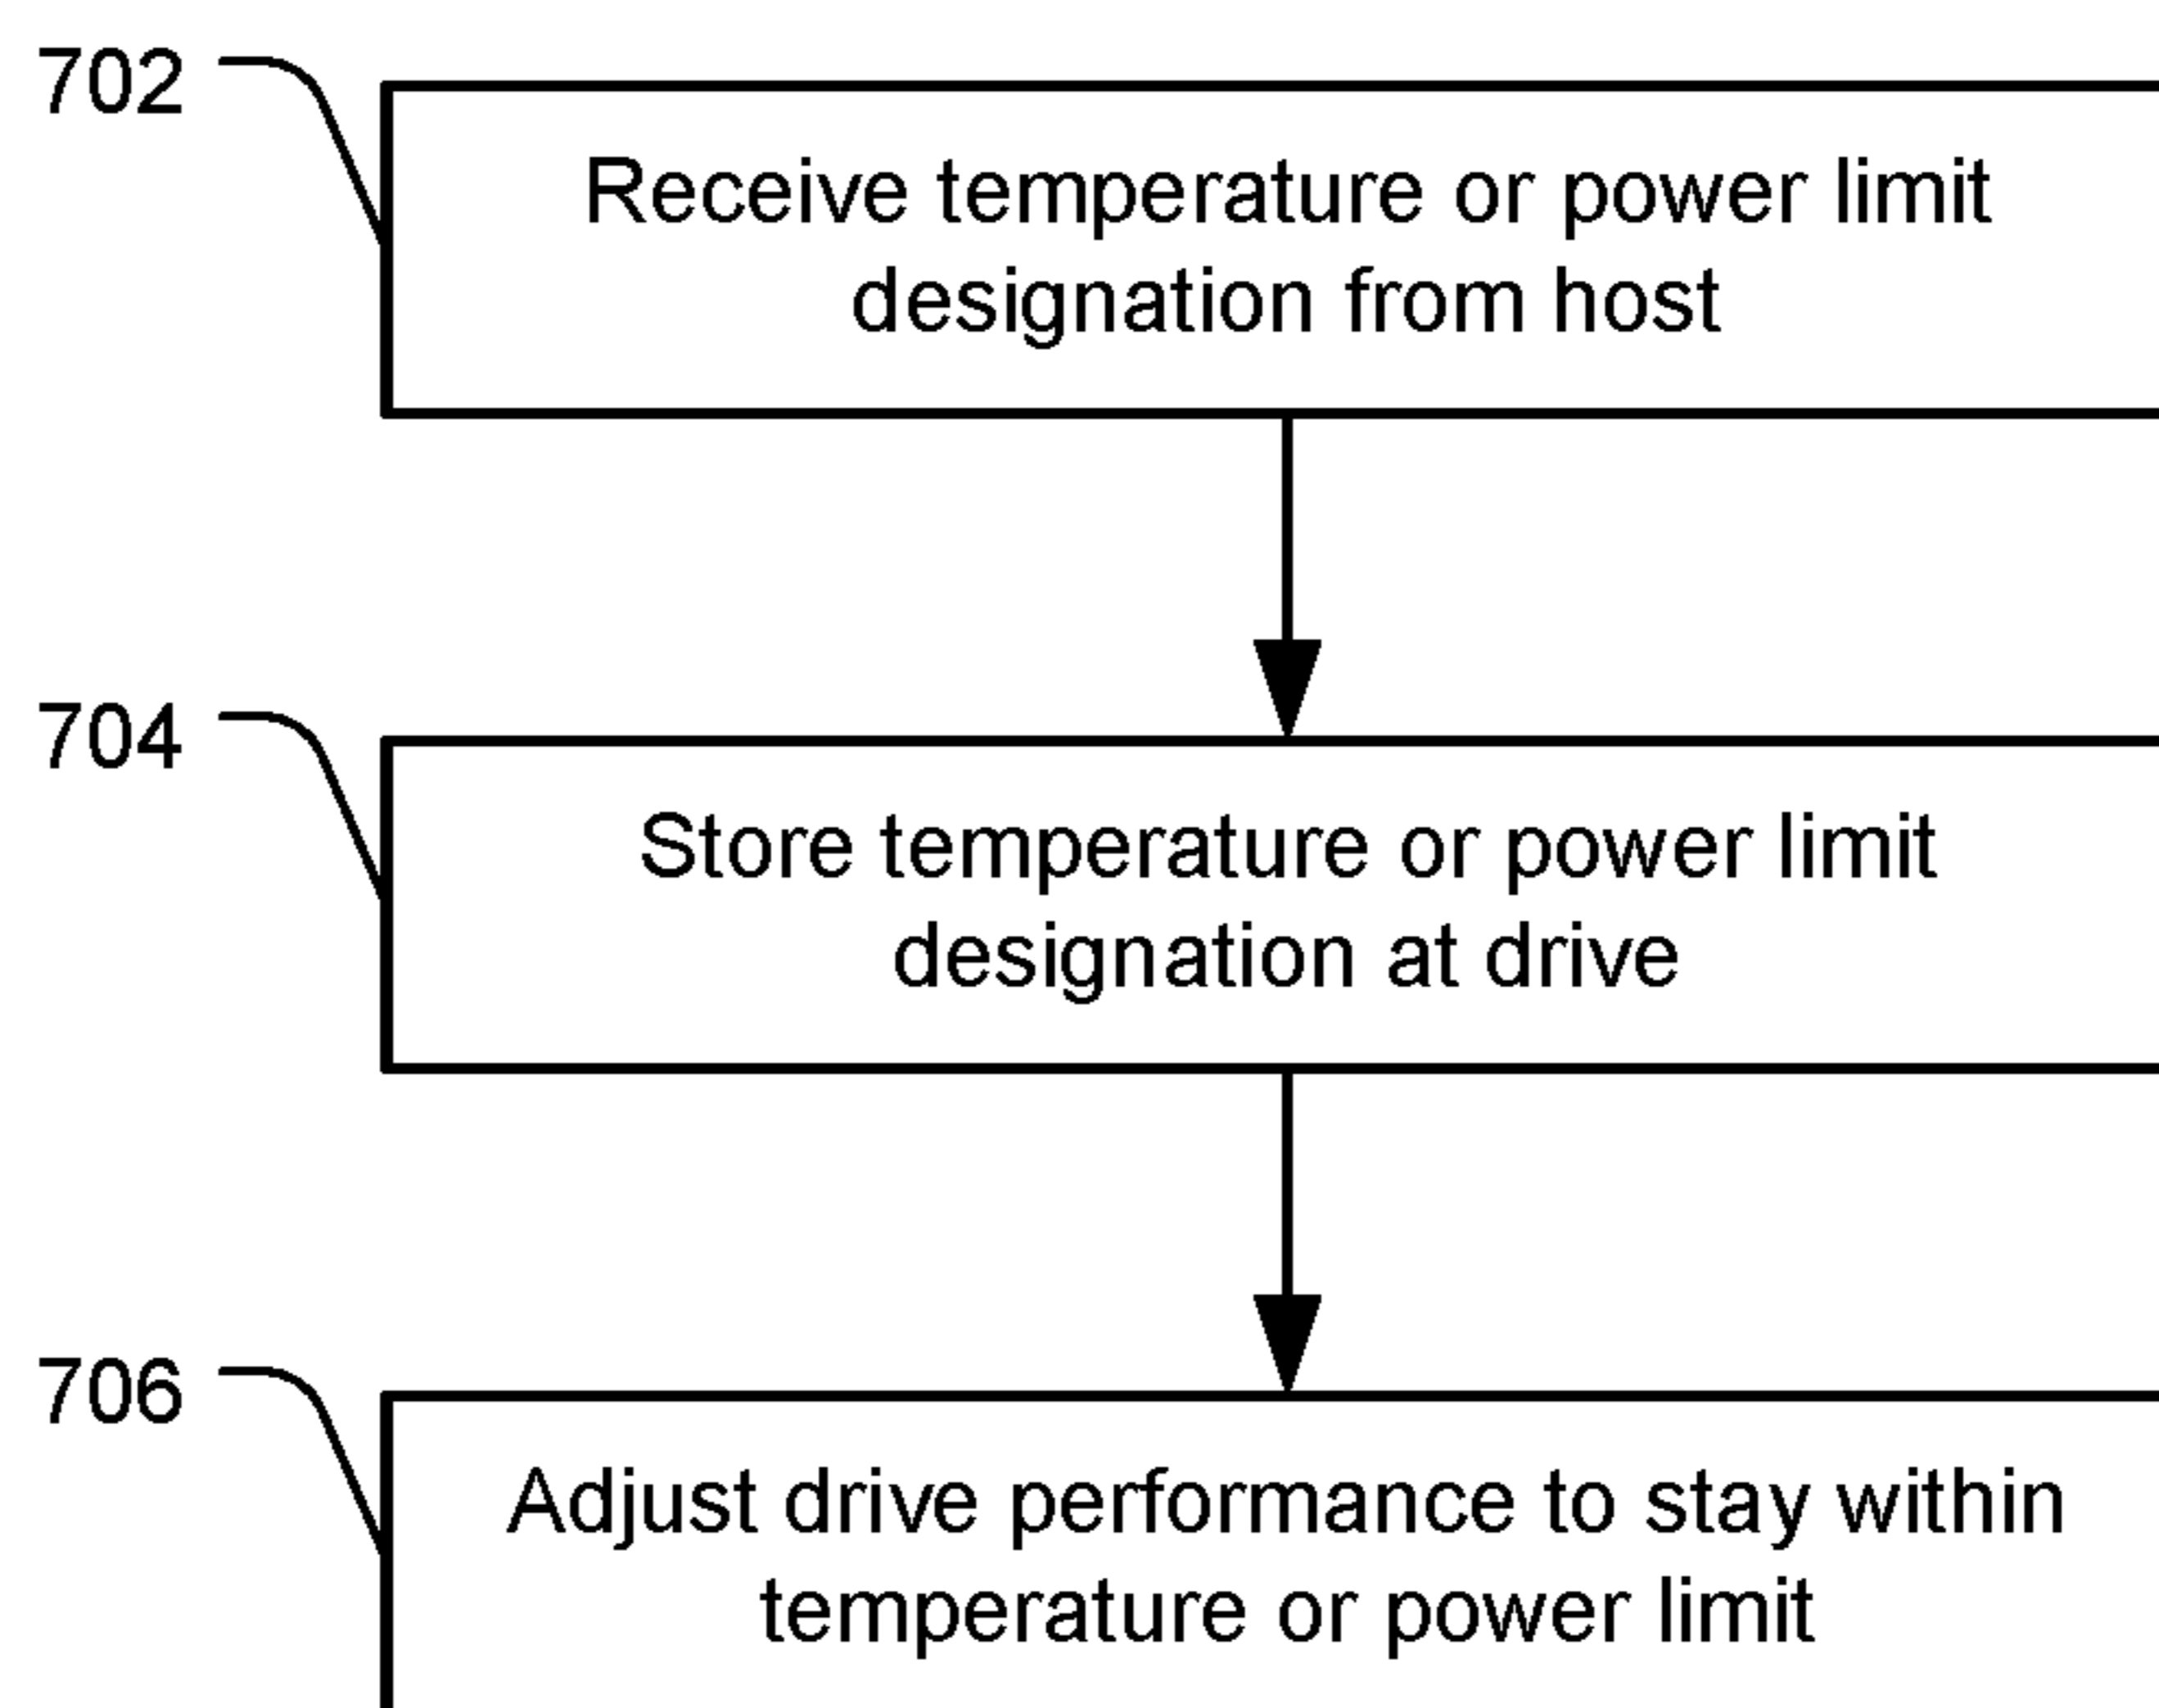 702
Receive temperature or power limit
designation from host
704
Store temperature or power limit
designation at drive
706
Adjust drive performance to stay within
temperature or power limit